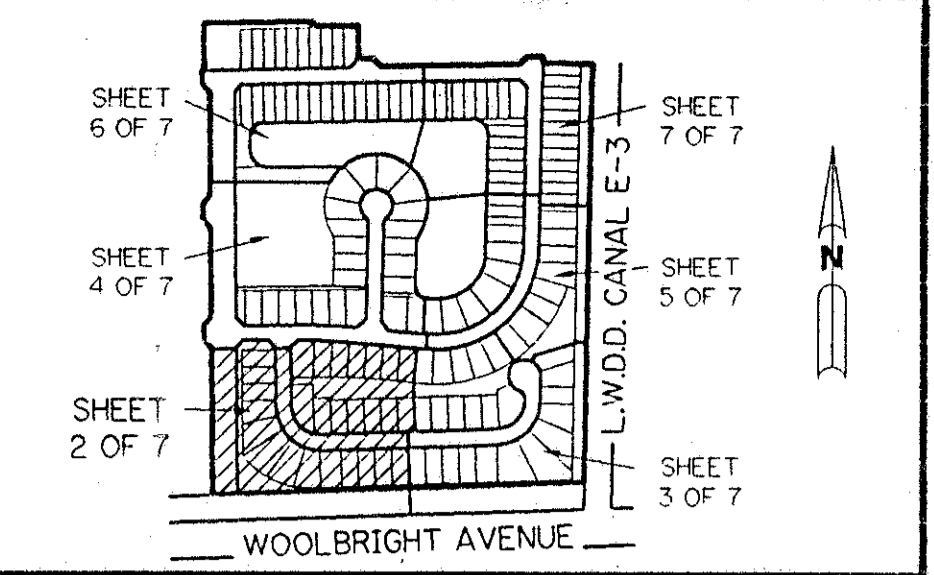 SHEET
6 OF 7
SHEET
7 OF 7
L.W.D.D. CANAL E-3
N
SHEET
4 OF 7
SHEET
5 OF 7
SHEET
2 OF 7
SHEET
3 OF 7
WOOLBRIGHT AVENUE